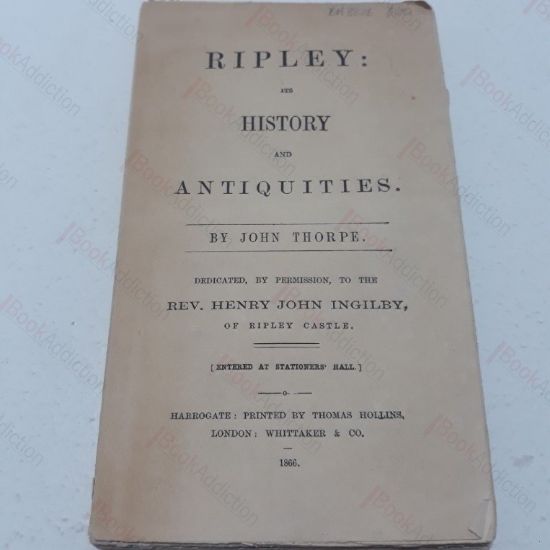 RIPLEY:
ITS
HISTORY
AND
ANTIQUITIES.
BY JOHN THORPE.
DEDICATED, BY PERMISSION, TO THE
REV. HENRY JOHN INGILBY,
OF RIPLEY CASTLE.
[ENTERED AT STATIONERS' HALL.]
HARROGATE: PRINTED BY THOMAS HOLLINS,
LONDON: WHITTAKER & CO.
1866.
BookAddiction